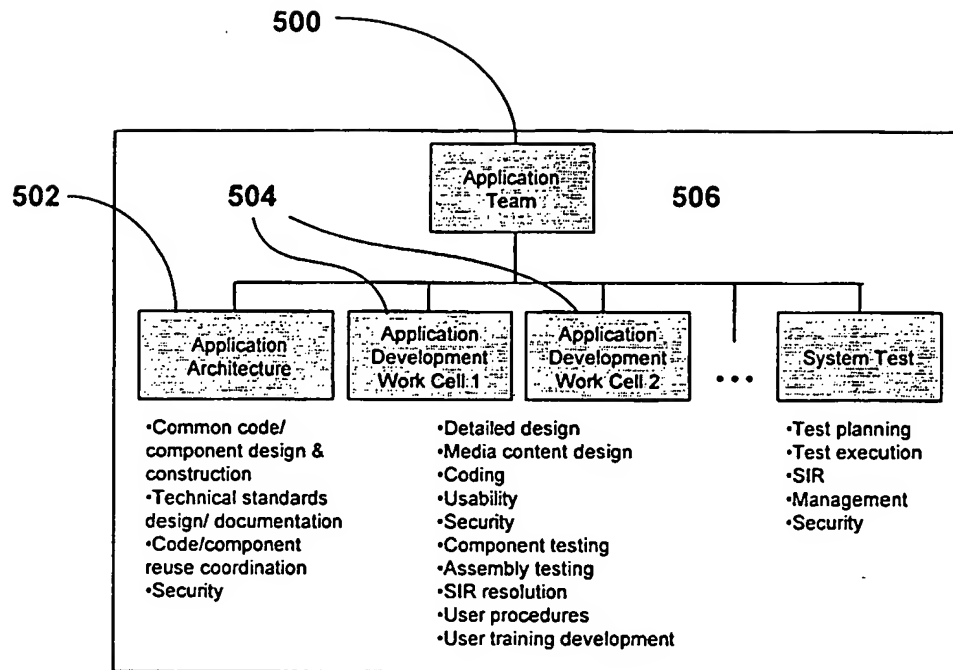 500
Application
Team
502
504
506
Application
Architecture
Application
Development
Work Cell 1
Application
Development
Work Cell 2
...
System Test
•Common code/
component design &
construction
•Technical standards
design/ documentation
•Code/component
reuse coordination
•Security
•Detailed design
•Media content design
•Coding
•Usability
•Security
•Component testing
•Assembly testing
•SIR resolution
•User procedures
•User training development
•Test planning
•Test execution
•SIR
•Management
•Security